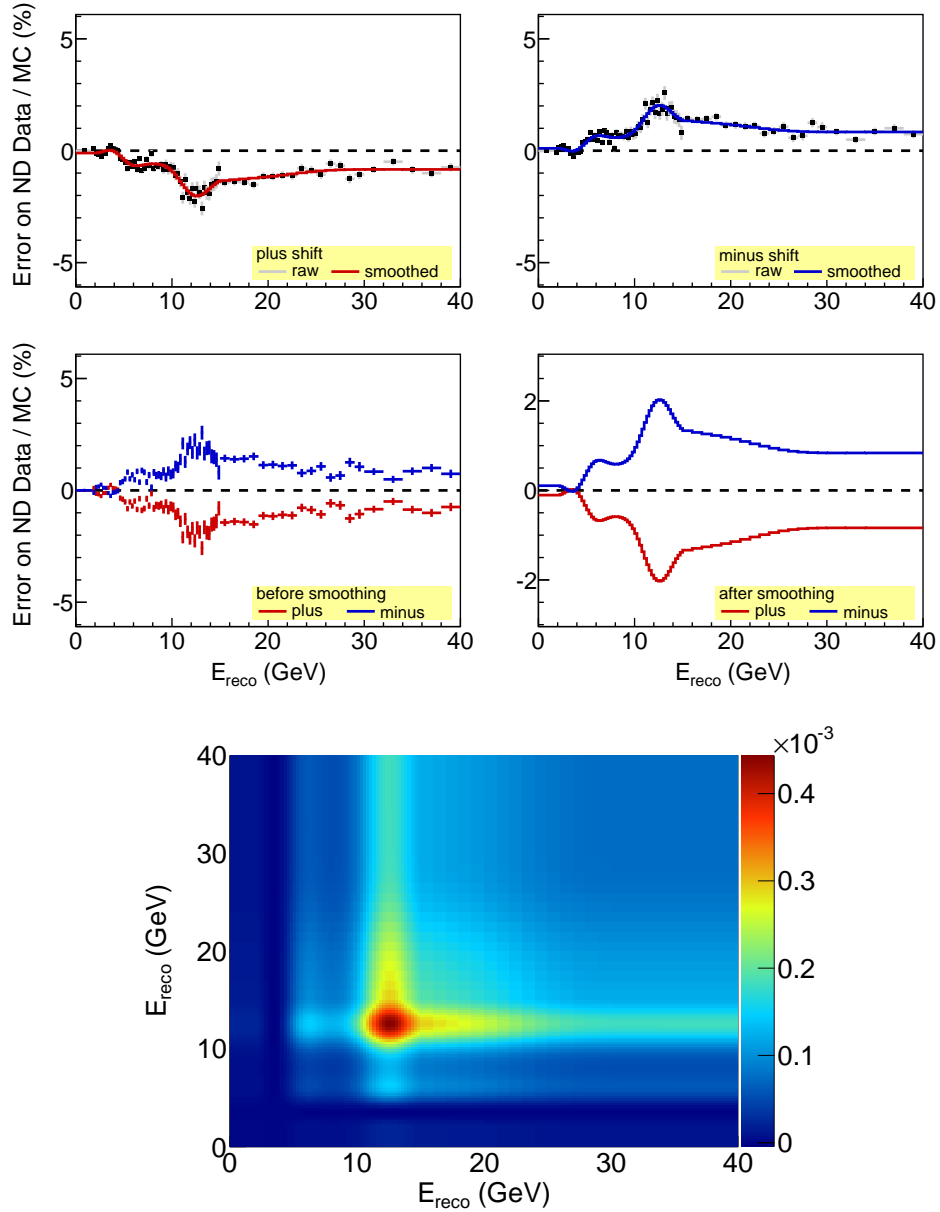 Error on ND Data / MC (%)
5
0
-5
plus shift
raw smoothed
0 10 20 30 40
5
0
-5
minus shift
raw smoothed
0 10 20 30 40
Error on ND Data / MC (%)
5
0
-5
before smoothing
plus minus
0 10 20 30 40
E_reco (GeV)
2
0
-2
after smoothing
plus minus
0 10 20 30 40
E_reco (GeV)
×10^-3
E_reco (GeV)
40
30
20
10
0
0.4
0.3
0.2
0.1
0
0 10 20 30 40
E_reco (GeV)